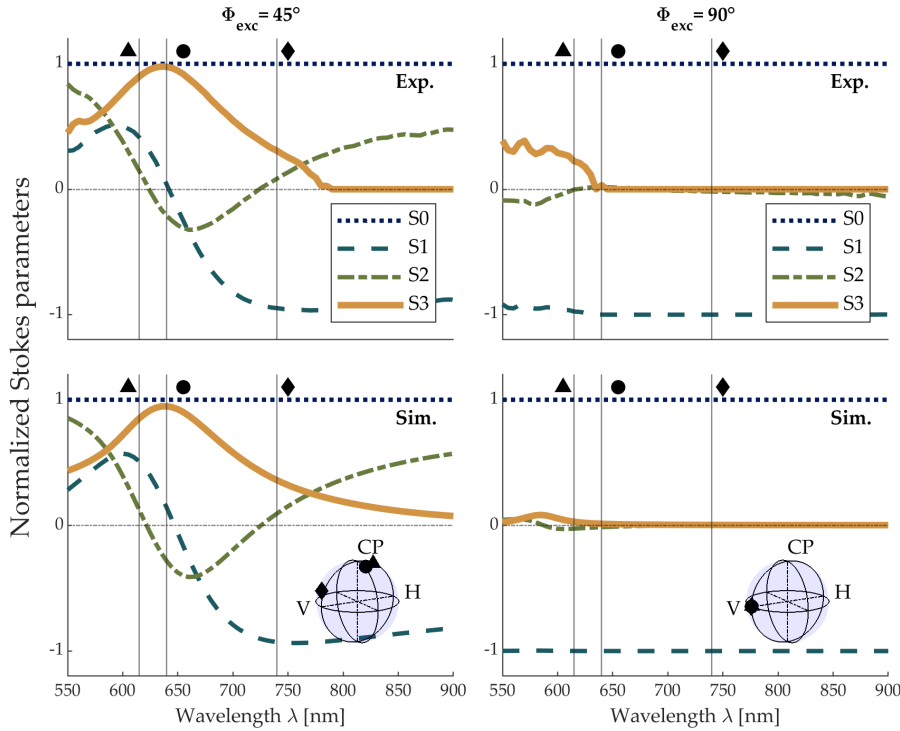 Φexc = 45°
Φexc = 90°
Normalized Stokes parameters
1
0
-1
Exp.
S0
S1
S2
S3
1
0
-1
Exp.
S0
S1
S2
S3
1
0
-1
Sim.
CP
V
H
550 600 650 700 750 800 850 900
Wavelength λ [nm]
1
0
-1
Sim.
CP
V
H
550 600 650 700 750 800 850 900
Wavelength λ [nm]